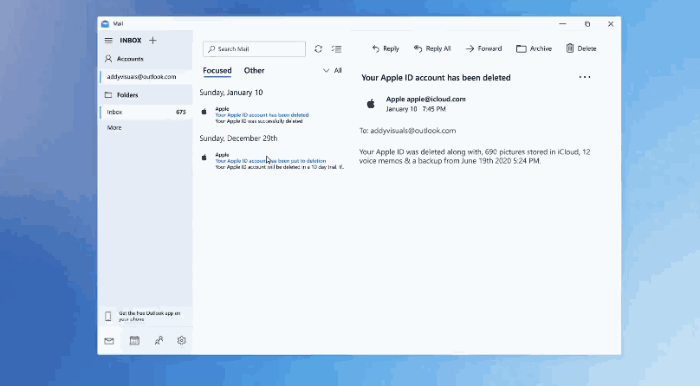 Mail
INBOX
Accounts
addyvisuals@outlook.com
Folders
Inbox 673
More
Get the free Outlook app on
your phone
Search Mail
Focused Other All
Sunday, January 10
Apple
Your Apple ID account has been deleted
Your Apple ID was successfully deleted
Sunday, December 29th
Apple
Your Apple ID account has been put to deletion
Your Apple ID account will be deleted in a 10 day trial. If,
Reply Reply All Forward Archive Delete
Your Apple ID account has been deleted
...
Apple apple@icloud.com
January 10 7:45 PM
To: addyvisuals@outlook.com
Your Apple ID was deleted along with, 690 pictures stored in iCloud, 12
voice memos & a backup from June 19th 2020 5:24 PM.